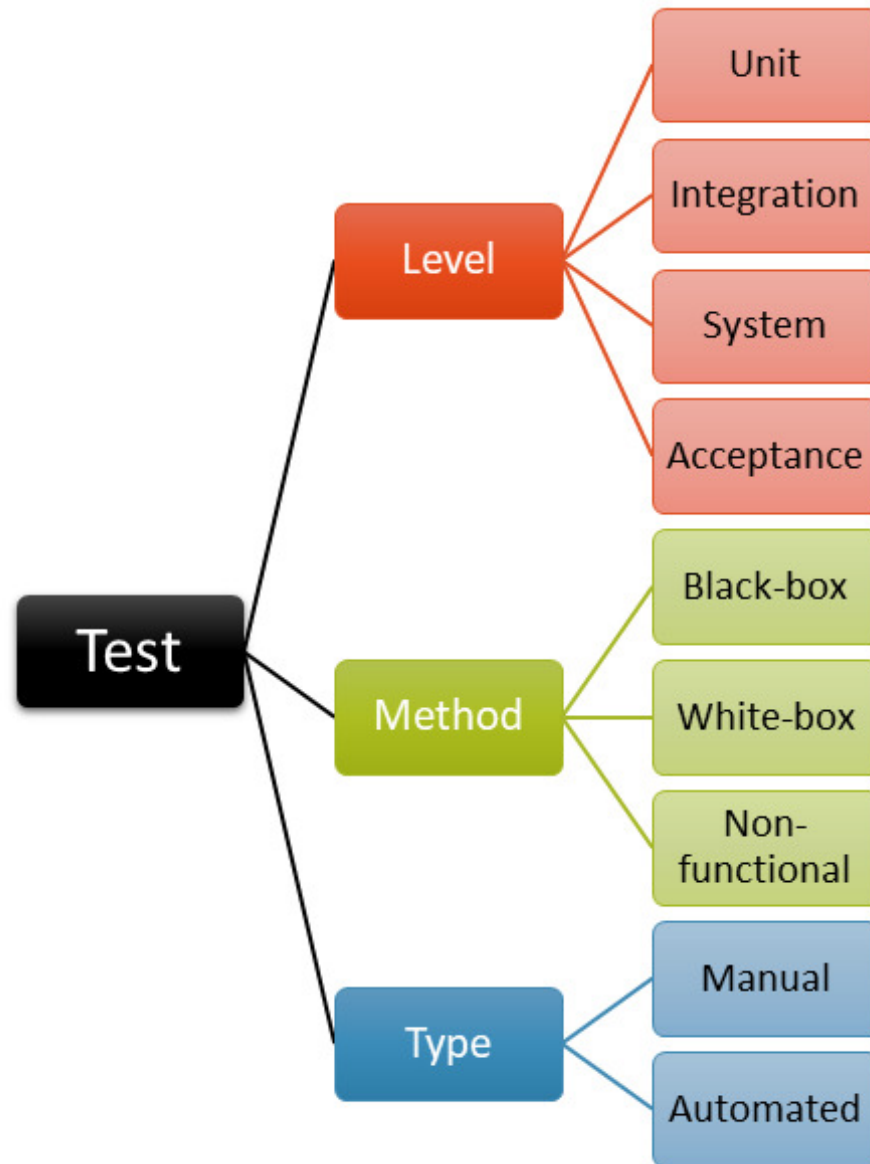 Test
Level
Unit
Integration
System
Acceptance
Method
Black-box
White-box
Non-
functional
Type
Manual
Automated